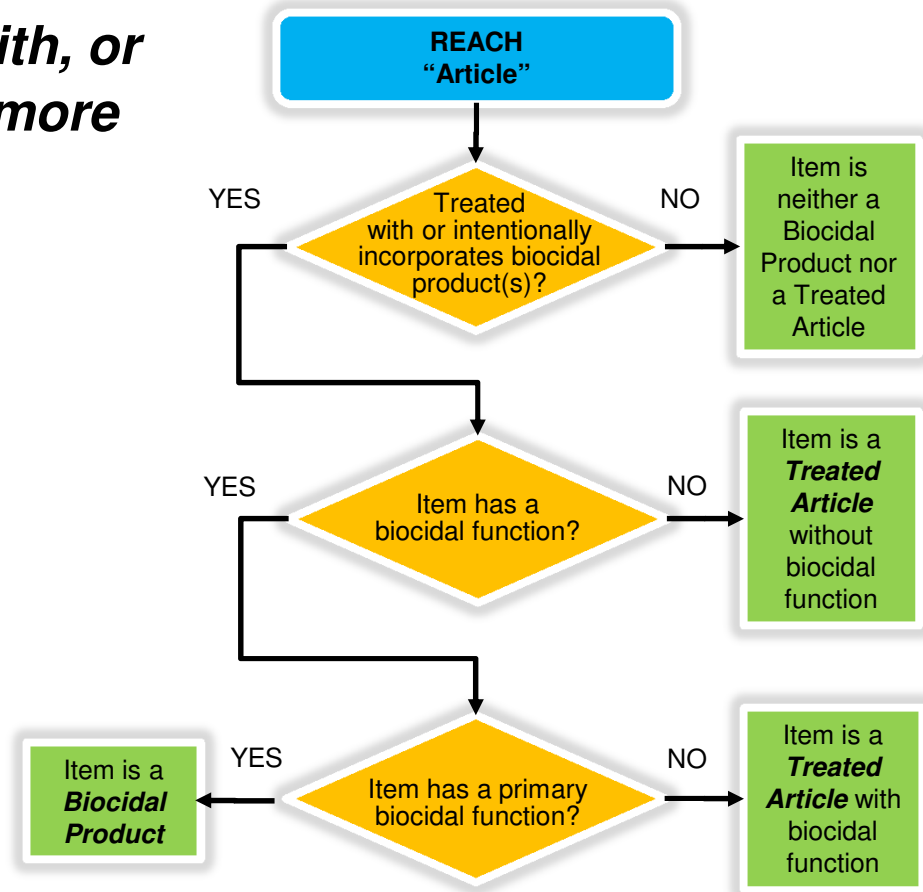 ith, or
more
REACH
“Article”
YES
Treated
with or intentionally
incorporates biocidal
product(s)?
NO
Item is
neither a
Biocidal
Product nor
a Treated
Article
YES
Item has a
biocidal function?
NO
Item is a
Treated
Article
without
biocidal
function
Item is a
Biocidal
Product
YES
Item has a primary
biocidal function?
NO
Item is a
Treated
Article with
biocidal
function